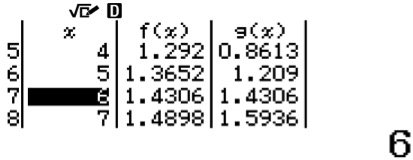 √ D
x f(x) g(x)
5 4 1.292 0.8613
6 5 1.3652 1.209
7 6 1.4306 1.4306
8 7 1.4898 1.5936
6